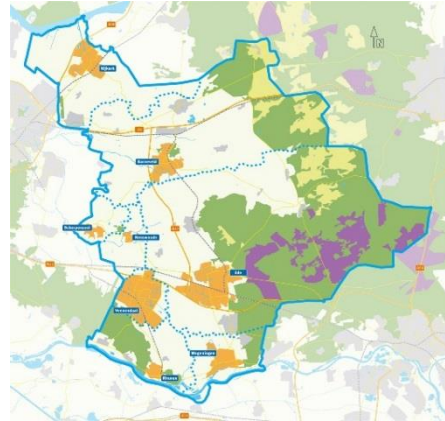 N
Nijkerk
Barneveld
Scherpenzeel
Renswoude
Ede
Veenendaal
Wageningen
Rhenen